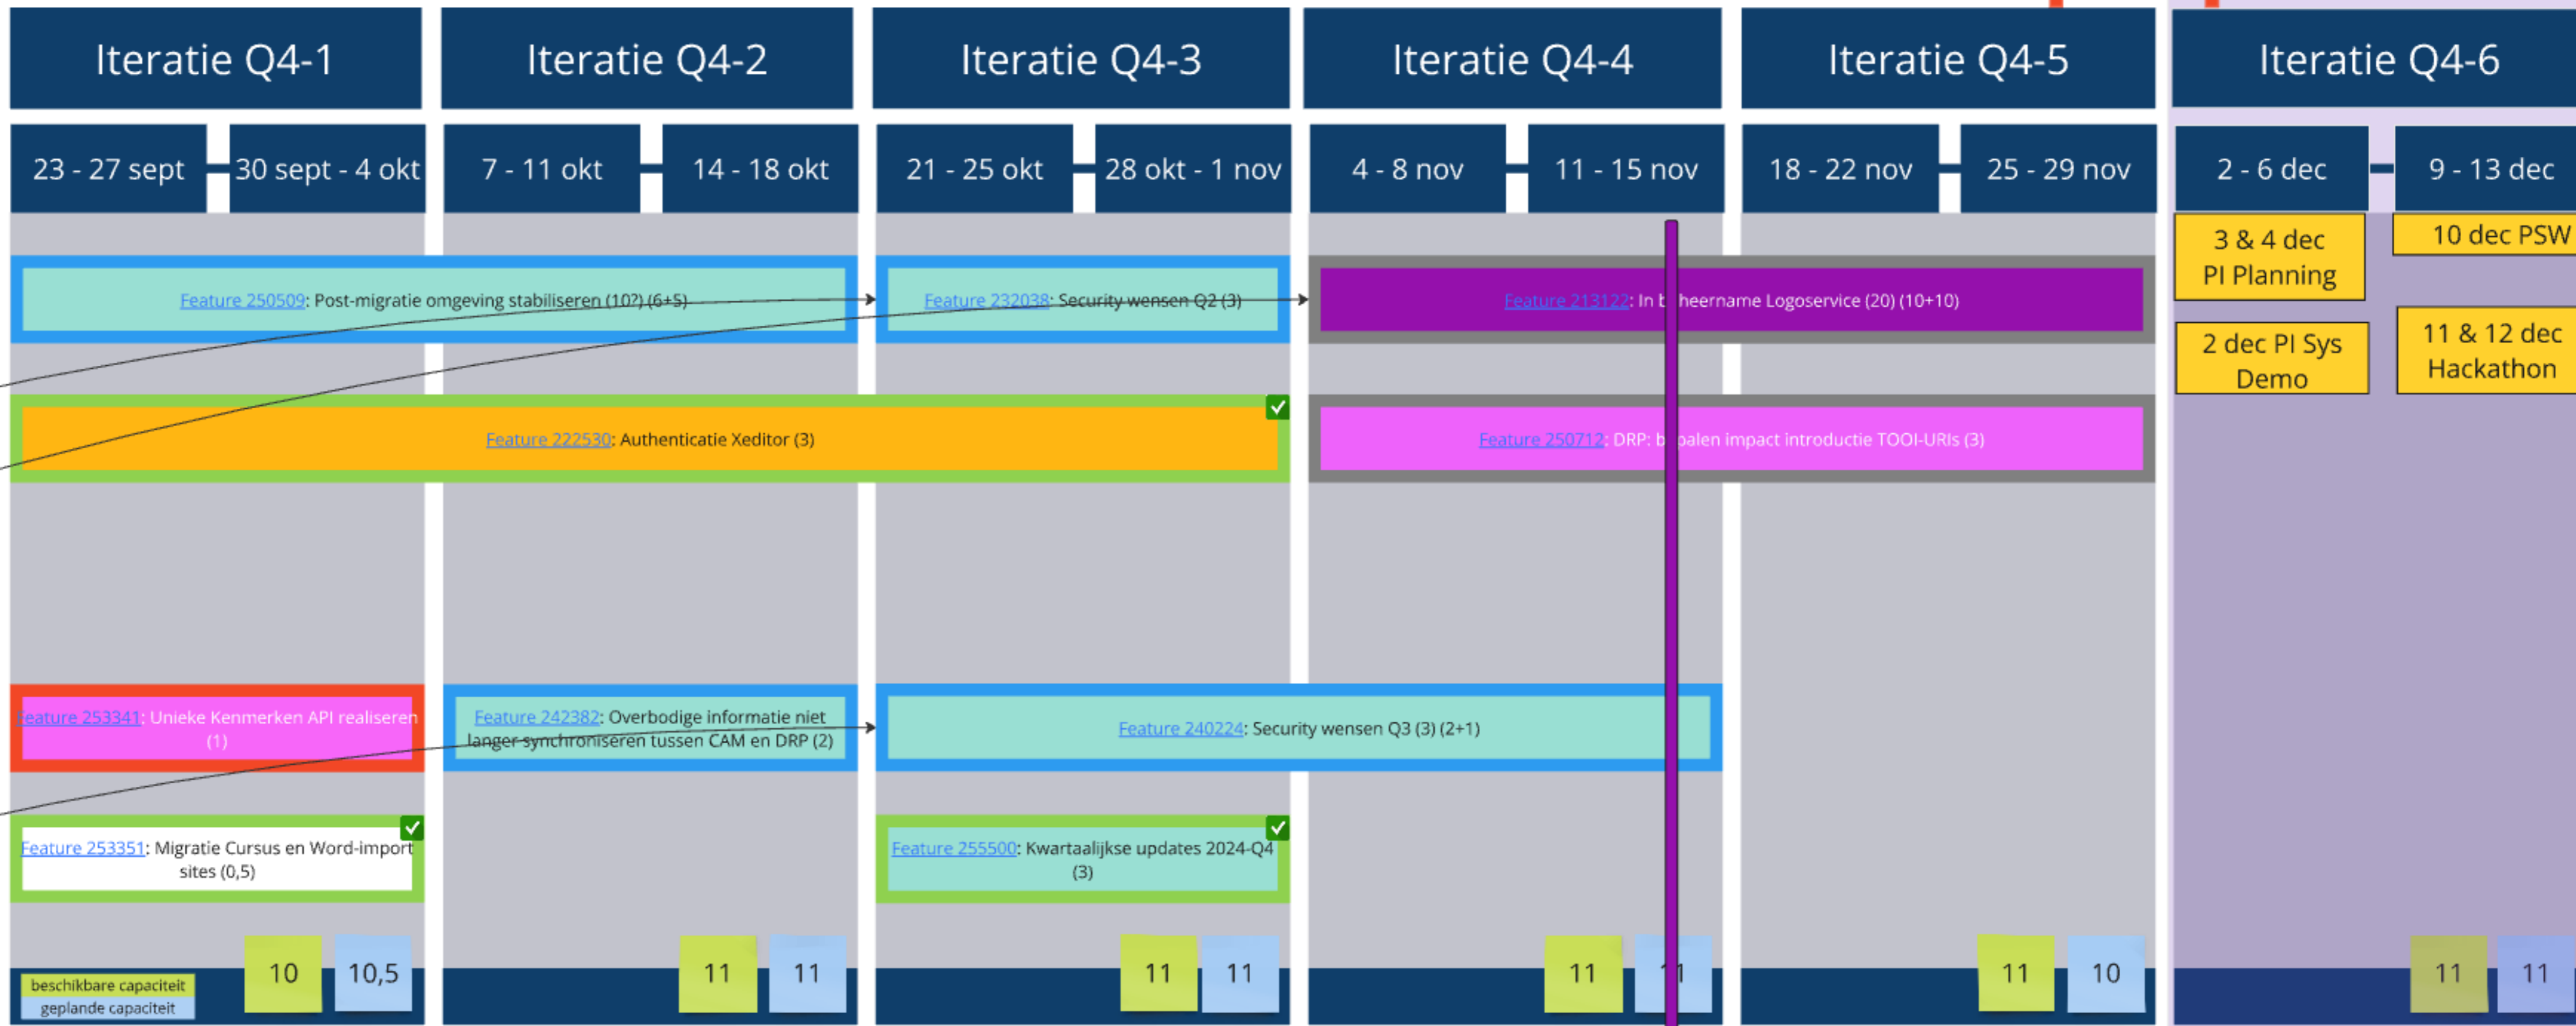 Iteratie Q4-1
Iteratie Q4-2
Iteratie Q4-3
Iteratie Q4-4
Iteratie Q4-5
Iteratie Q4-6
23 - 27 sept
30 sept - 4 okt
7 - 11 okt
14 - 18 okt
21 - 25 okt
28 okt - 1 nov
4 - 8 nov
11 - 15 nov
18 - 22 nov
25 - 29 nov
2 - 6 dec
9 - 13 dec
3 & 4 dec
PI Planning
10 dec PSW
Feature 250509: Post-migratie omgeving stabiliseren (10?) (6+5)
Feature 232038: Security wensen Q2 (3)
Feature 213122: In beheername Logoservice (20) (10+10)
2 dec PI Sys
Demo
11 & 12 dec
Hackathon
Feature 222530: Authenticatie Xeditor (3)
Feature 250712: DRP: bepalen impact introductie TOOI-URIs (3)
Feature 253341: Unieke Kenmerken API realiseren
(1)
Feature 242382: Overbodige informatie niet
langer synchroniseren tussen CAM en DRP (2)
Feature 240224: Security wensen Q3 (3) (2+1)
Feature 253351: Migratie Cursus en Word-import
sites (0,5)
Feature 255500: Kwartaalijkse updates 2024-Q4
(3)
beschikbare capaciteit
geplande capaciteit
10
10,5
11
11
11
11
11
11
11
10
11
11